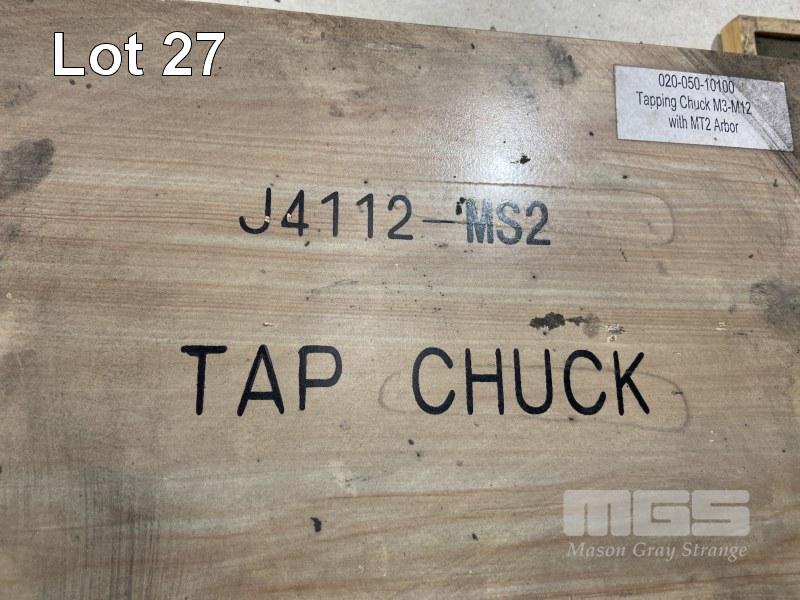 Lot 27
020-050-10100
Tapping Chuck M3-M12
with MT2 Arbor
J4112-MS2
TAP CHUCK
MGS
Mason Gray Strange